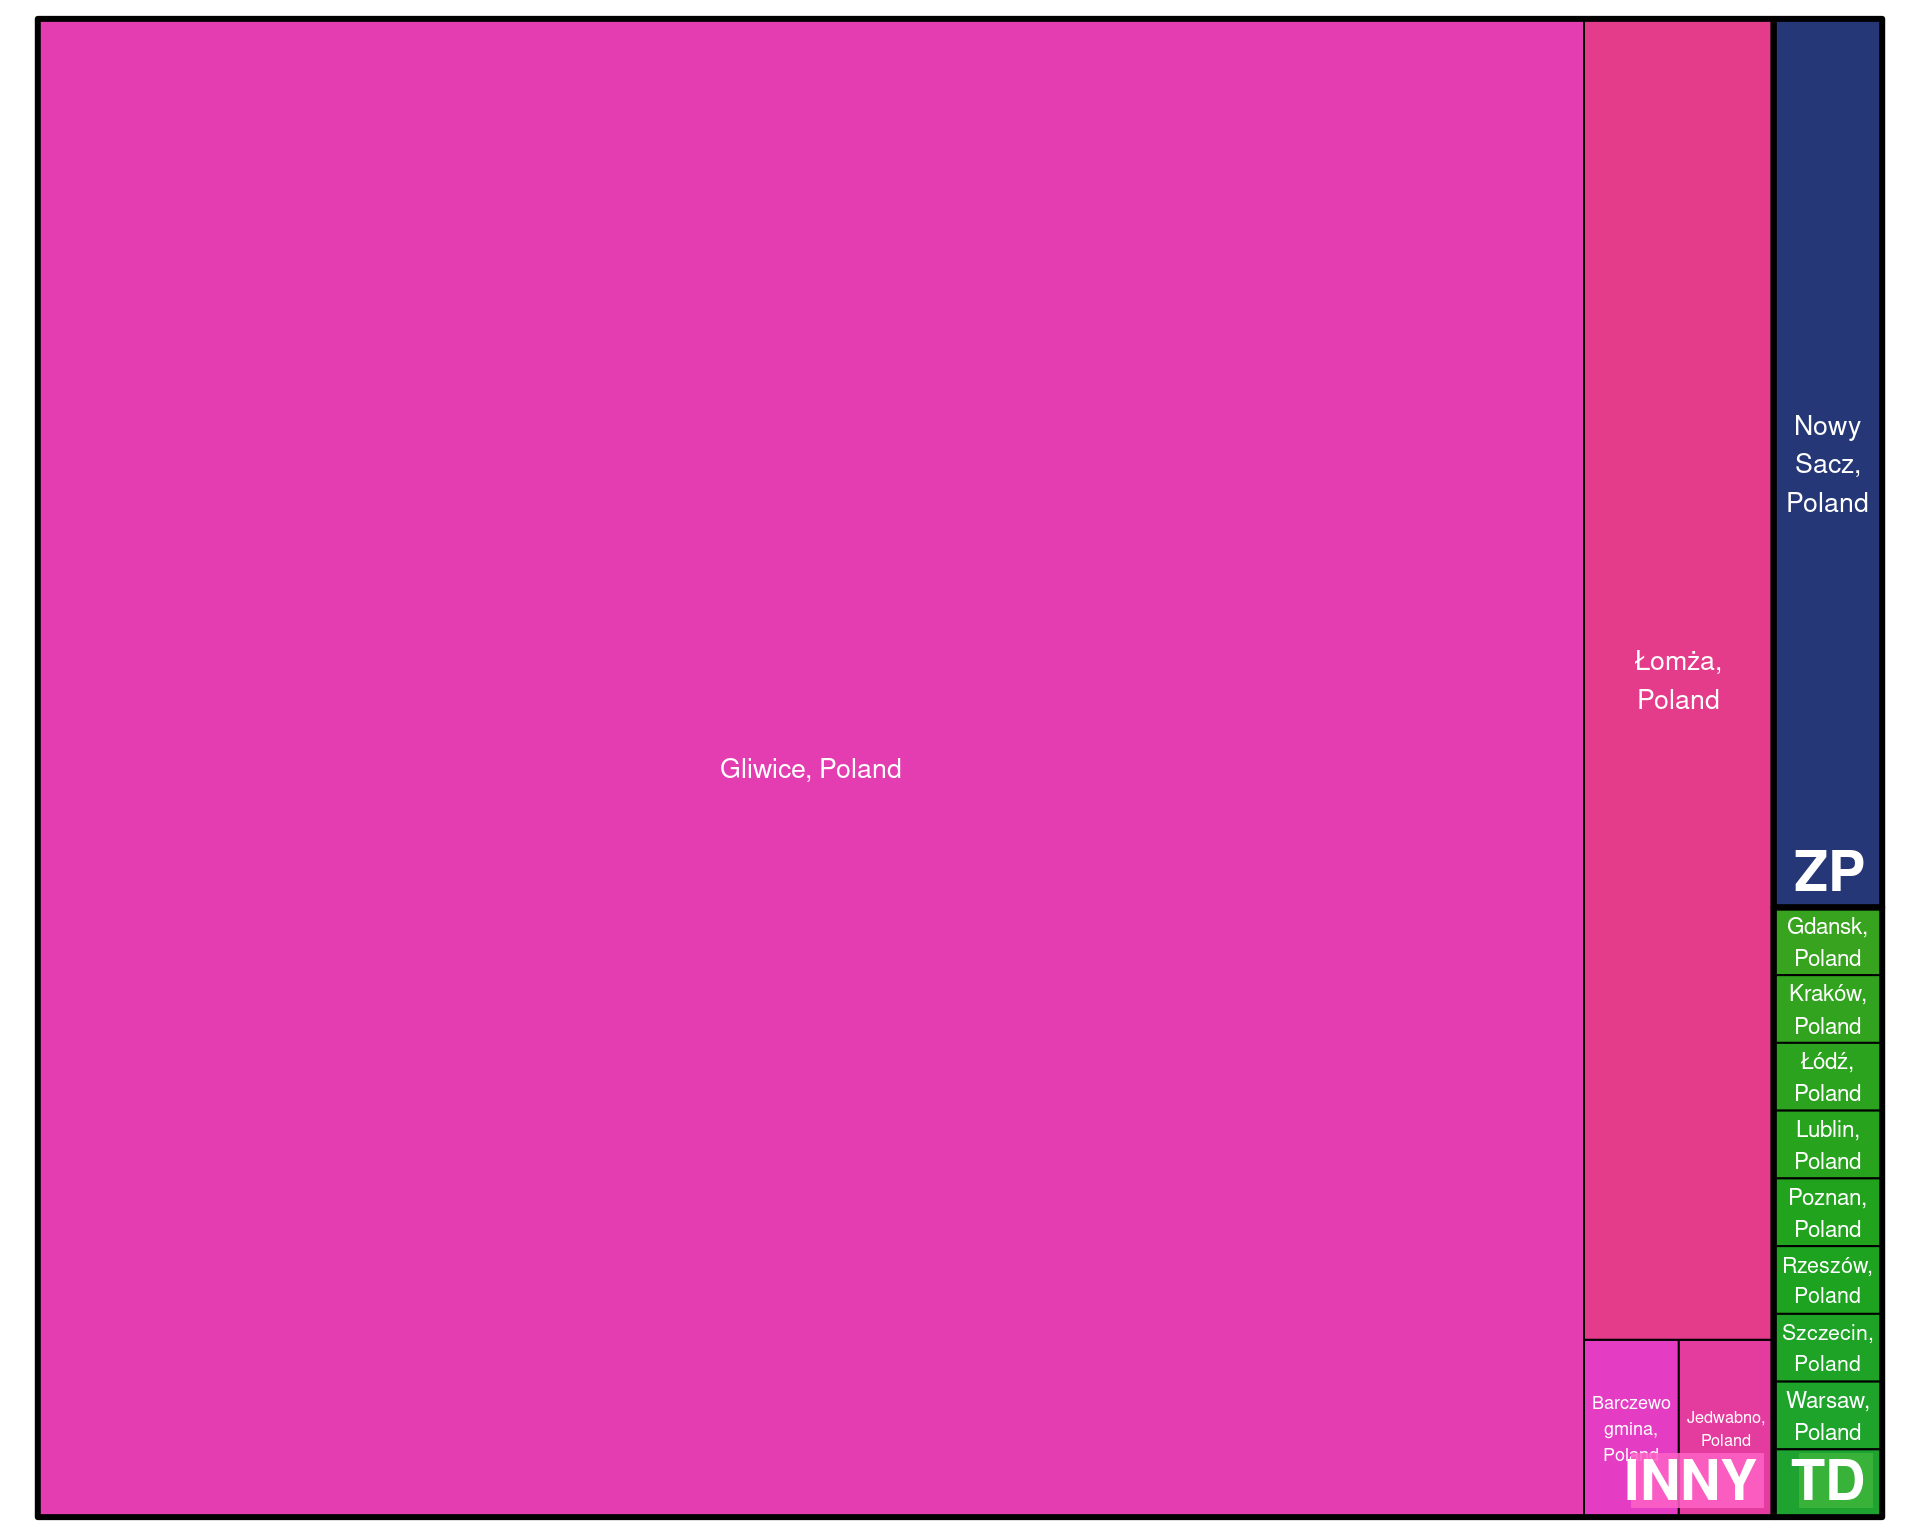 Gliwice, Poland
Łomża,
Poland
Barczewo
gmina,
Poland
Jedwabno,
Poland
INNY
Nowy
Sacz,
Poland
ZP
Gdansk,
Poland
Kraków,
Poland
Łódź,
Poland
Lublin,
Poland
Poznan,
Poland
Rzeszów,
Poland
Szczecin,
Poland
Warsaw,
Poland
TD